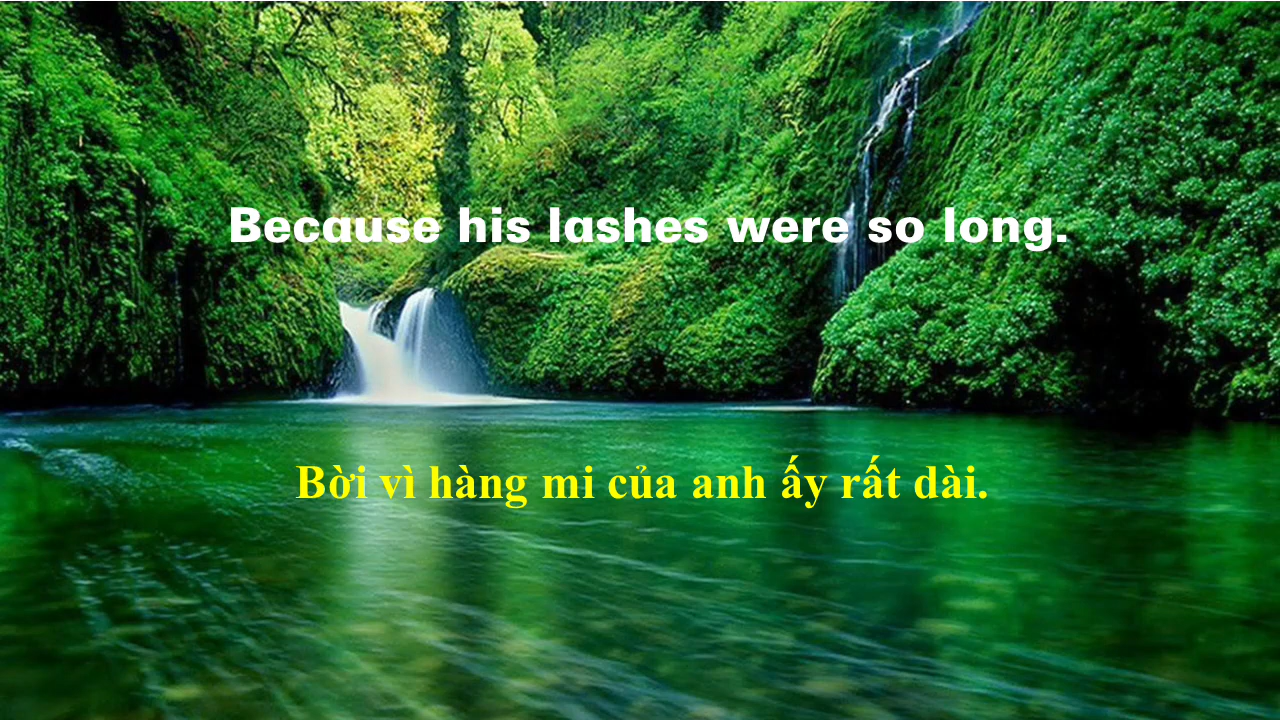 Because his lashes were so long.
Bời vì hàng mi của anh ấy rất dài.